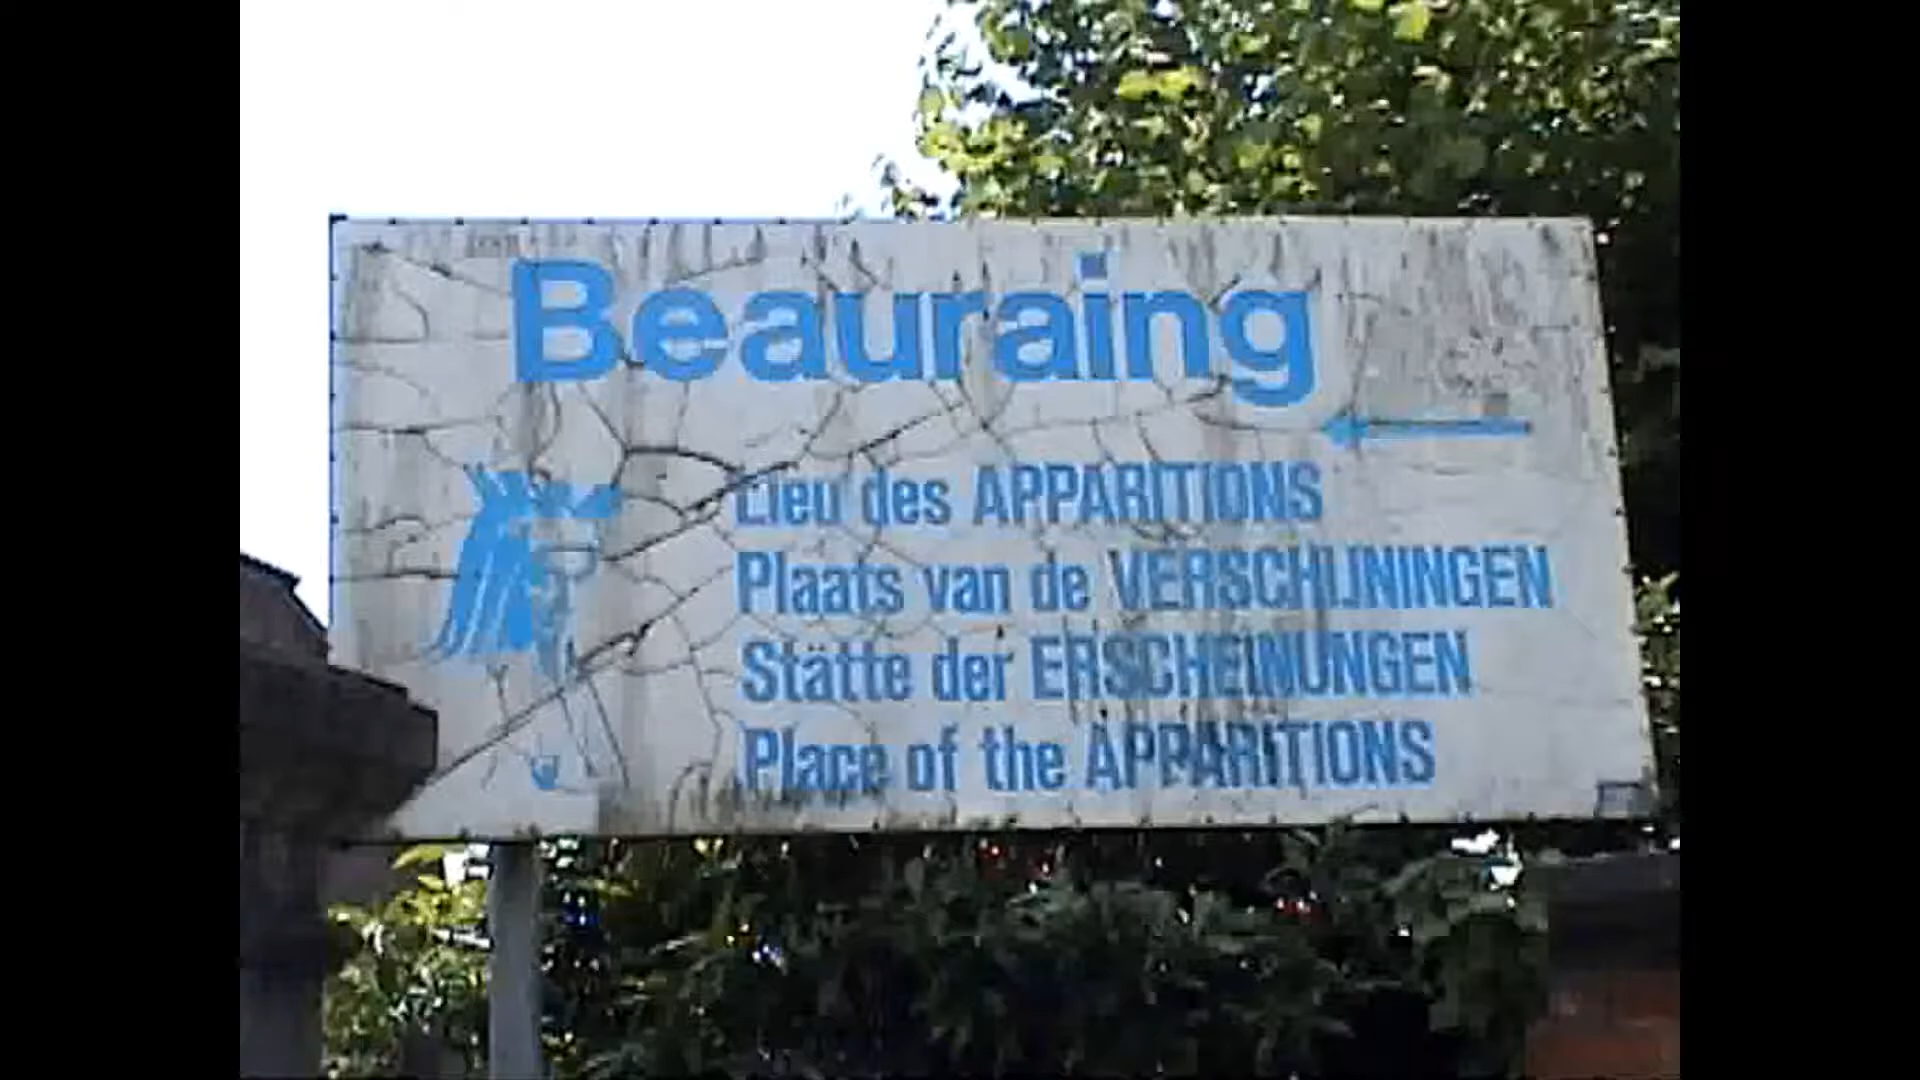 Beauraing
Lieu des APPARITIONS
Plaats van de VERSCHIJNINGEN
Stätte der ERSCHEINUNGEN
Place of the APPARITIONS